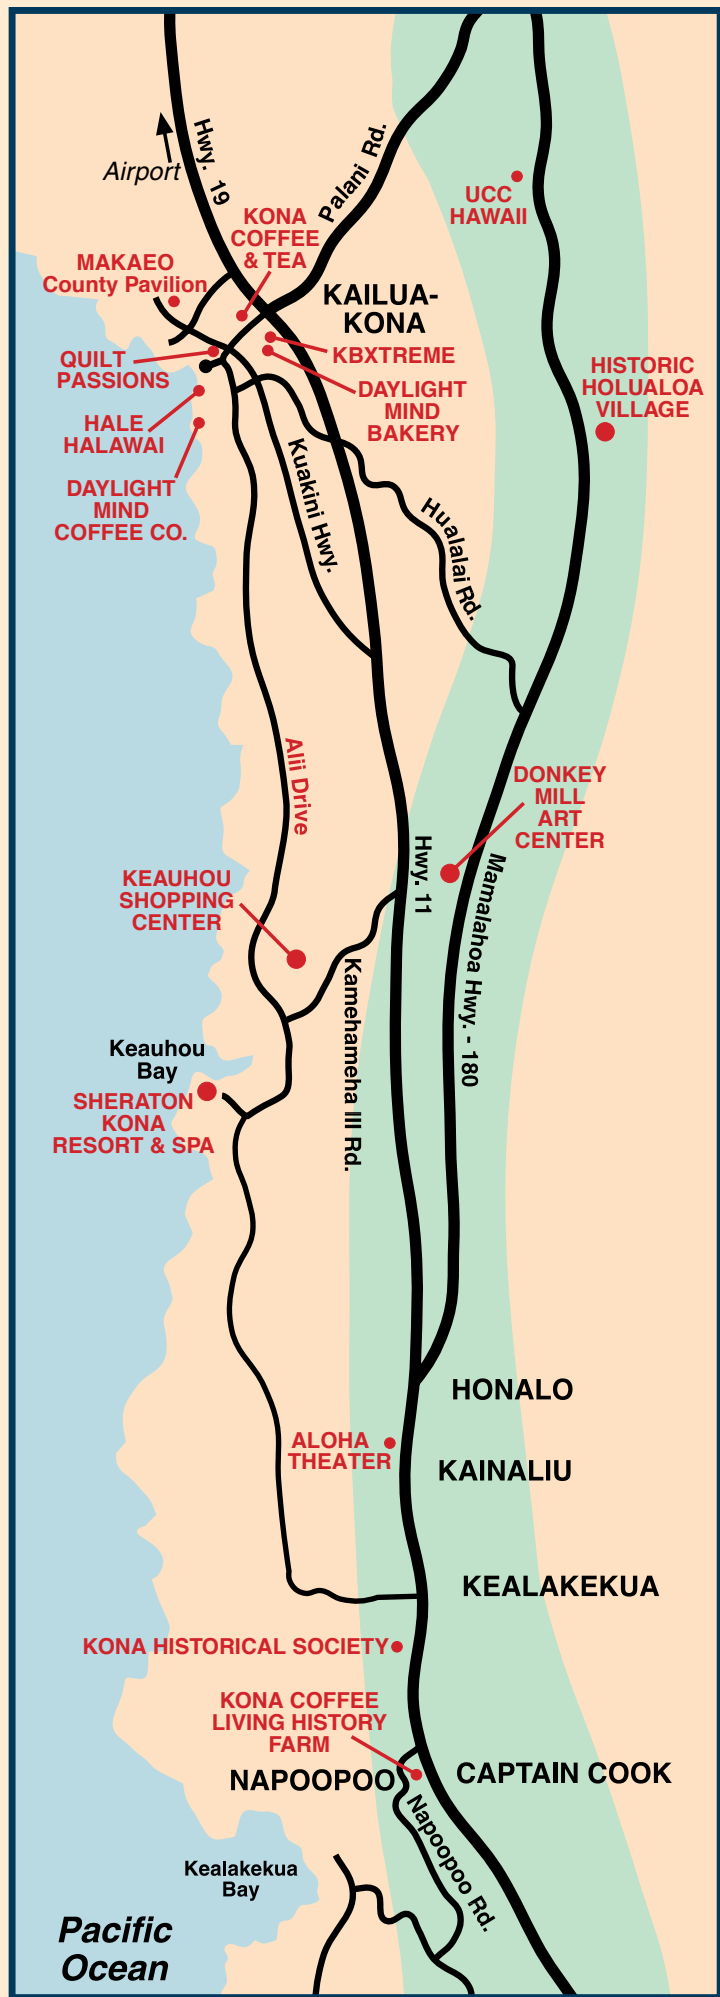 Hwy. 19
Palani Rd.
Airport
UCC
HAWAII
KONA
COFFEE
& TEA
MAKAEO
County Pavilion
KAILUA-
KONA
QUILT
PASSIONS
KBXTREME
HISTORIC
HOLUALOA
VILLAGE
DAYLIGHT
MIND
BAKERY
HALE
HALAWAI
DAYLIGHT
MIND
COFFEE CO.
Kuakini Hwy.
Hualalai Rd.
Alii Drive
DONKEY
MILL
ART
CENTER
Hwy. 11
Mamalahoa Hwy. - 180
KEAUHOU
SHOPPING
CENTER
Kamehameha III Rd.
Keauhou
Bay
SHERATON
KONA
RESORT & SPA
HONALO
ALOHA
THEATER
KAINALIU
KEALAKEKUA
KONA HISTORICAL SOCIETY
KONA COFFEE
LIVING HISTORY
FARM
NAPOOPOO
CAPTAIN COOK
Napoopoo Rd.
Kealakekua
Bay
Pacific
Ocean